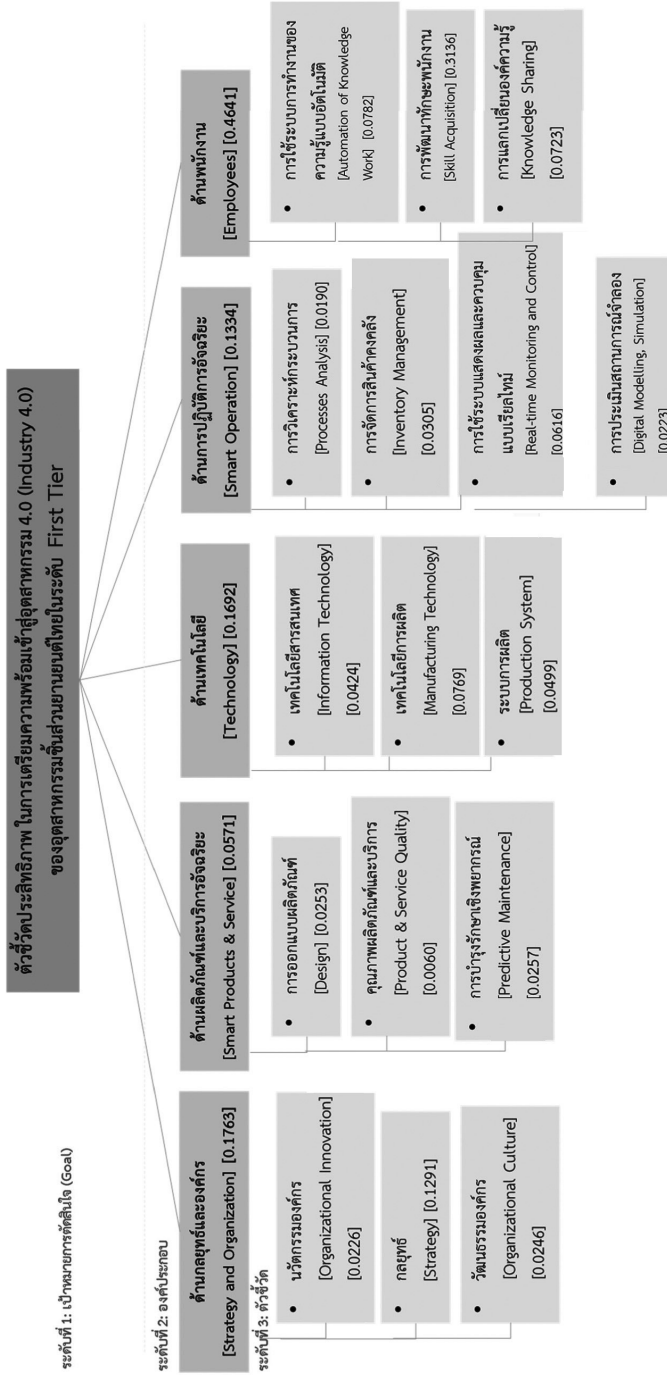 ตัวชี้วัดประสิทธิภาพ ในการเตรียมความพร้อมเข้าสู่อุตสาหกรรม 4.0 (Industry 4.0)
ของอุตสาหกรรมชิ้นส่วนยานยนต์ไทยในระดับ First Tier
ระดับที่ 1: เป้าหมายการตัดสินใจ (Goal)
ระดับที่ 2: องค์ประกอบ
ด้านกลยุทธ์และองค์กร
[Strategy and Organization] [0.1763]
ด้านผลิตภัณฑ์และบริการอัจฉริยะ
[Smart Products & Service] [0.0571]
ด้านเทคโนโลยี
[Technology] [0.1692]
ด้านการปฏิบัติการอัจฉริยะ
[Smart Operation] [0.1334]
ด้านพนักงาน
[Employees] [0.4641]
ระดับที่ 3: ตัวชี้วัด
• นวัตกรรมองค์กร
[Organizational Innovation]
[0.0226]
• กลยุทธ์
[Strategy] [0.1291]
• วัฒนธรรมองค์กร
[Organizational Culture]
[0.0246]
• การออกแบบผลิตภัณฑ์
[Design] [0.0253]
• คุณภาพผลิตภัณฑ์และบริการ
[Product & Service Quality]
[0.0060]
• การบำรุงรักษาเชิงพยากรณ์
[Predictive Maintenance]
[0.0257]
• เทคโนโลยีสารสนเทศ
[Information Technology]
[0.0424]
• เทคโนโลยีการผลิต
[Manufacturing Technology]
[0.0769]
• ระบบการผลิต
[Production System]
[0.0499]
• การวิเคราะห์กระบวนการ
[Processes Analysis] [0.0190]
• การจัดการสินค้าคงคลัง
[Inventory Management]
[0.0305]
• การใช้ระบบแสดงผลและควบคุม
แบบเรียลไทม์
[Real-time Monitoring and Control]
[0.0616]
• การประเมินสถานการณ์จำลอง
[Digital Modelling, Simulation]
[0.0223]
• การใช้ระบบการทำงานของ
ความรู้แบบอัตโนมัติ
[Automation of Knowledge
Work] [0.0782]
• การพัฒนาทักษะพนักงาน
[Skill Acquisition] [0.3136]
• การแลกเปลี่ยนองค์ความรู้
[Knowledge Sharing]
[0.0723]